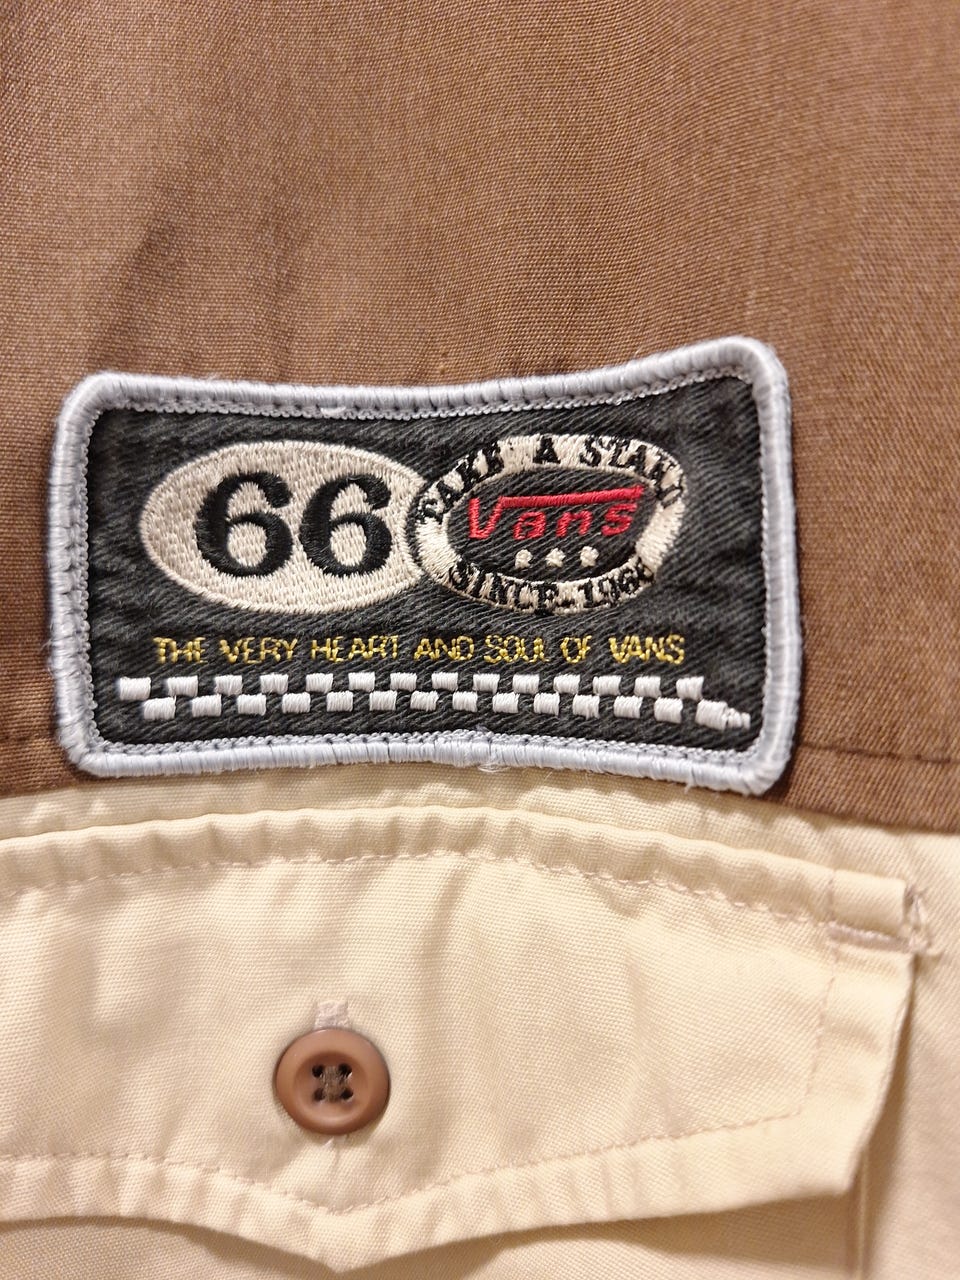 66
TAKE A STAND
Vans
SINCE-1966
THE VERY HEART AND SOUL OF VANS